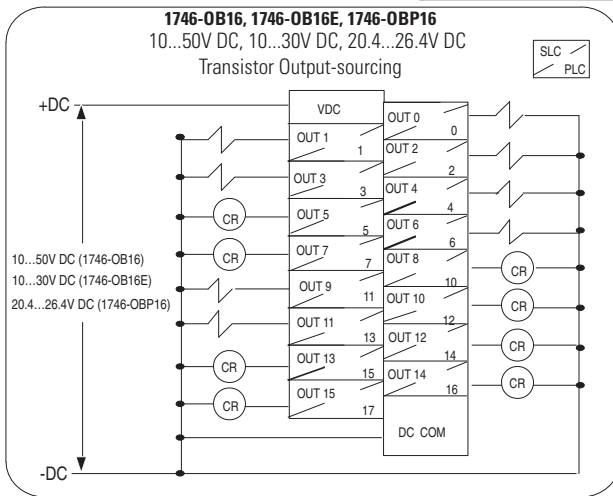 1746-OB16, 1746-OB16E, 1746-OBP16
10...50V DC, 10...30V DC, 20.4...26.4V DC
Transistor Output-sourcing
SLC
PLC
+DC
VDC
OUT 0
0
OUT 1
1
OUT 2
2
OUT 3
3
OUT 4
4
CR
OUT 5
5
OUT 6
6
CR
OUT 7
7
OUT 8
10
CR
10...50V DC (1746-OB16)
10...30V DC (1746-OB16E)
20.4...26.4V DC (1746-OBP16)
OUT 9
11
OUT 10
12
CR
OUT 11
13
OUT 12
14
CR
CR
OUT 13
15
OUT 14
16
CR
CR
OUT 15
17
DC COM
-DC